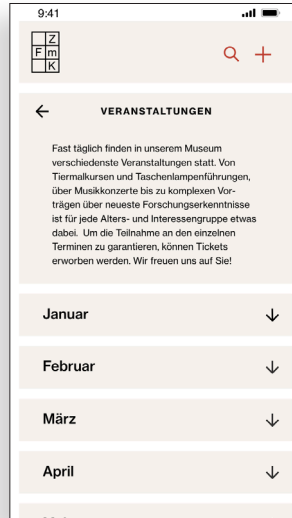 9:41
Z
F m
K
VERANSTALTUNGEN
Fast täglich finden in unserem Museum
verschiedenste Veranstaltungen statt. Von
Tiermalkursen und Taschenlampenführungen,
über Musikkonzerte bis zu komplexen Vor-
trägen über neueste Forschungserkenntnisse
ist für jede Alters- und Interessengruppe etwas
dabei. Um die Teilnahme an den einzelnen
Terminen zu garantieren, können Tickets
erworben werden. Wir freuen uns auf Sie!
Januar
Februar
März
April